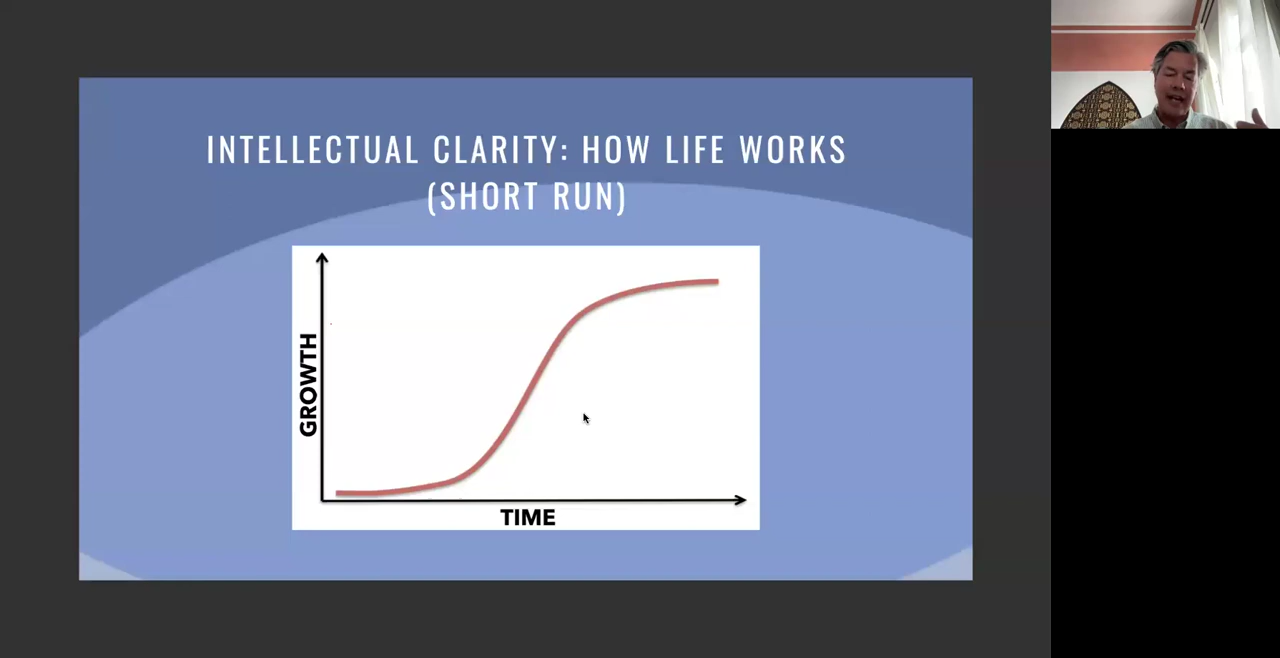 INTELLECTUAL CLARITY: HOW LIFE WORKS
(SHORT RUN)
GROWTH
TIME